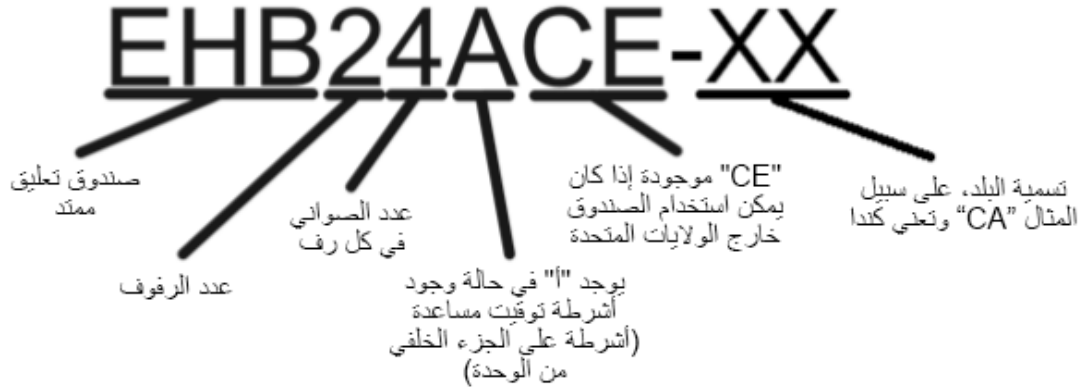 EHB24ACE-XX
صندوق تعليق
ممتد
عدد الرفوف
عدد الصواني
في كل رف
يوجد "أ" في حالة وجود
أشرطة توقيت مساعدة
(أشرطة على الجزء الخلفي
من الوحدة)
"CE" موجودة إذا كان
يمكن استخدام الصندوق
خارج الولايات المتحدة
تسمية البلد، على سبيل
المثال “CA” وتعني كندا